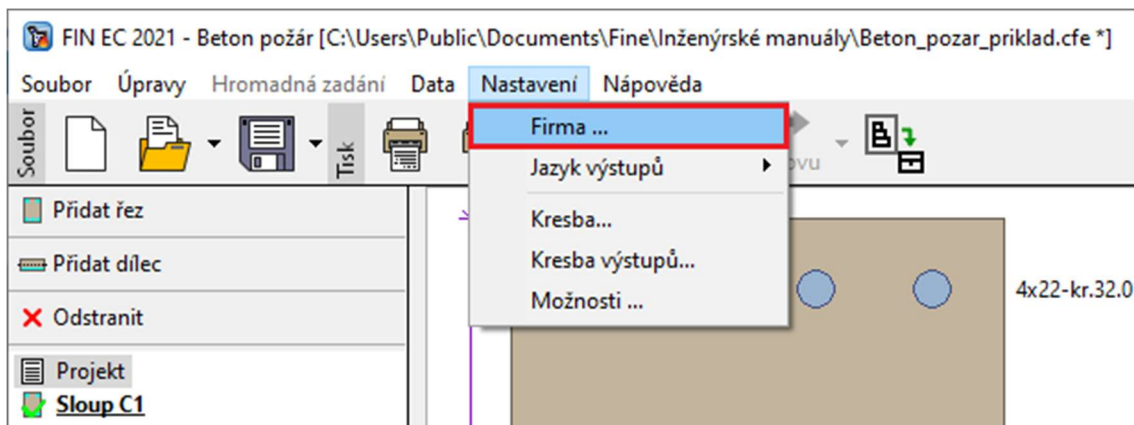 FIN EC 2021 - Beton požár [C:\Users\Public\Documents\Fine\Inženýrské manuály\Beton_pozar_priklad.cfe *]
Soubor Úpravy Hromadná zadání Data Nastavení Nápověda
Soubor
Tisk
Firma ...
Jazyk výstupů
Kresba...
Kresba výstupů...
Možnosti ...
Přidat řez
Přidat dílec
Odstranit
Projekt
Sloup C1
4x22-kr.32.0